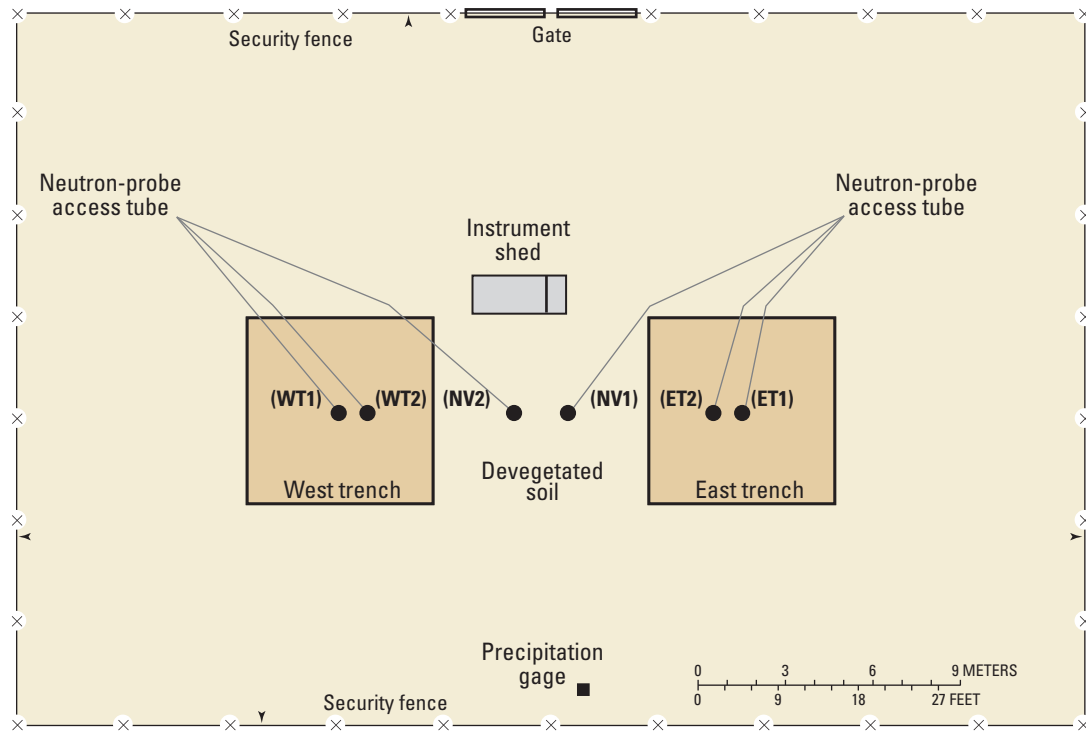 Security fence
Gate
Neutron-probe
access tube
Neutron-probe
access tube
Instrument
shed
(WT1)
(WT2)
(NV2)
(NV1)
(ET2)
(ET1)
West trench
Devegetated
soil
East trench
Precipitation
gage
0 3 6 9 METERS
0 9 18 27 FEET
Security fence